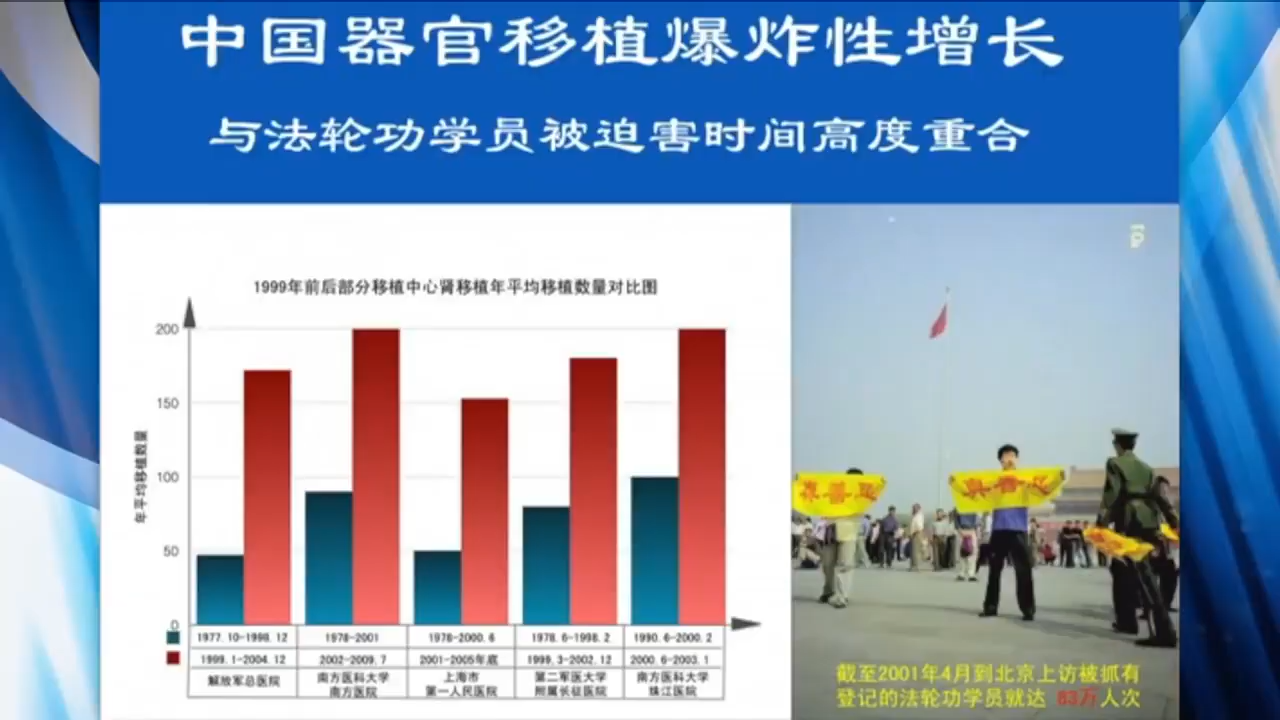 中国器官移植爆炸性增长
与法轮功学员被迫害时间高度重合
1999年前后部分移植中心肾移植年平均移植数量对比图
年平均移植数量
200
150
100
50
0
1977.10-1998.12 1978-2001 1978-2000.6 1978.6-1998.2 1990.6-2000.2
1999.1-2004.12 2002-2009.7 2001-2005年底 1999.3-2002.12 2000.6-2003.1
解放军总医院 南方医科大学 上海市 第二军医大学 南方医科大学
南方医院 第一人民医院 附属长征医院 珠江医院
真善忍
真善忍
截至2001年4月到北京上访被抓有
登记的法轮功学员就达 83万人次